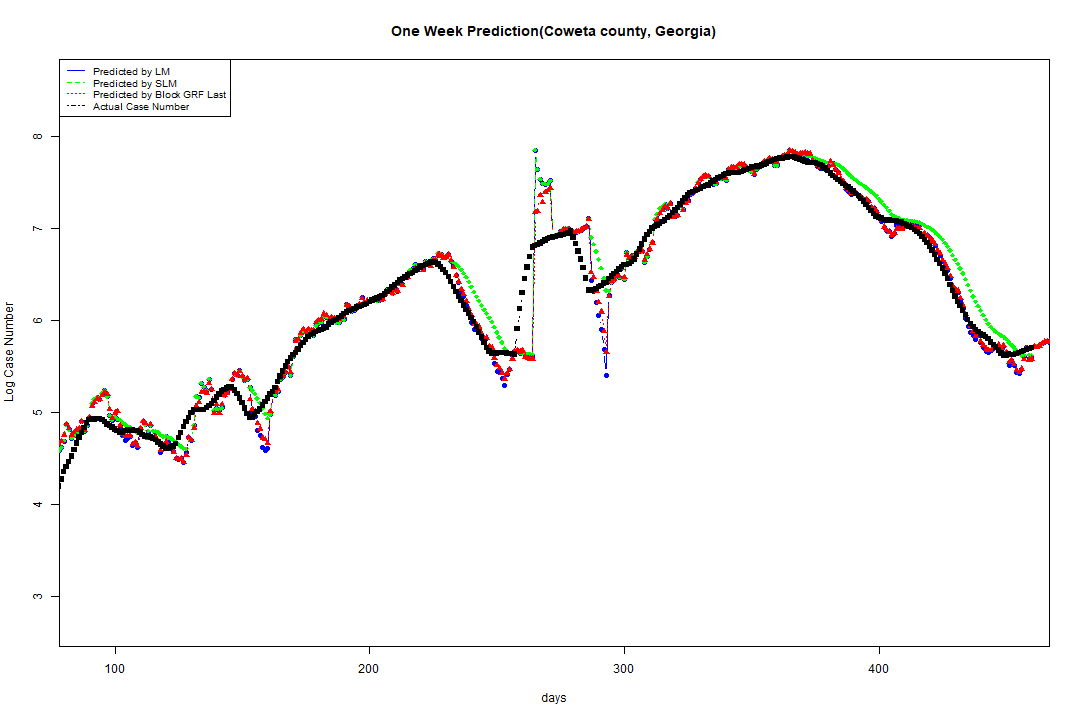 One Week Prediction(Coweta county, Georgia)
Predicted by LM
Predicted by SLM
Predicted by Block GRF Last
Actual Case Number
8
7
6
5
4
3
Log Case Number
100 200 300 400
days